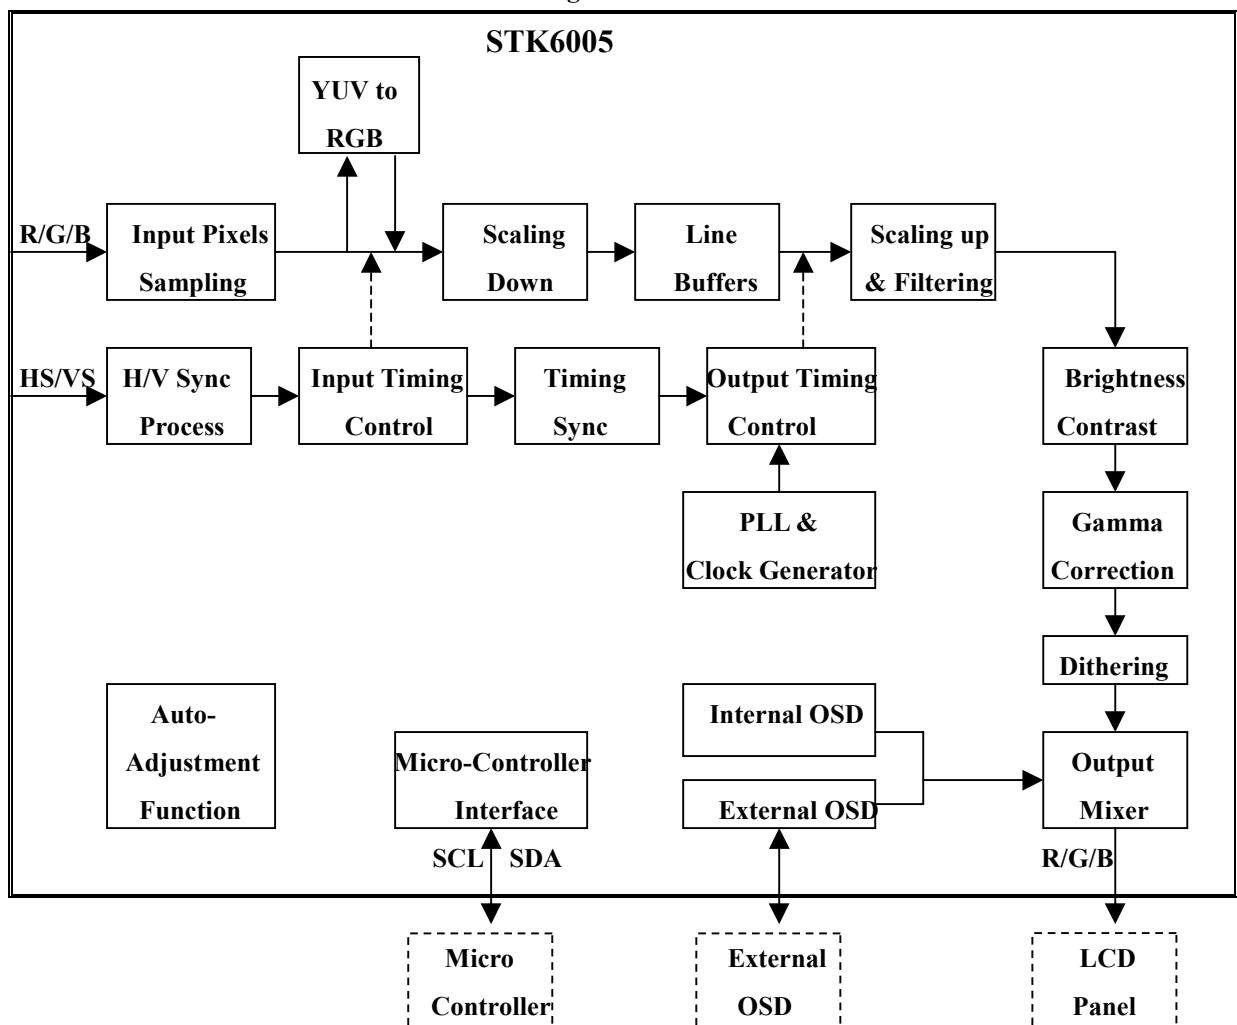 STK6005
YUV to
RGB
R/G/B
Input Pixels
Sampling
Scaling
Down
Line
Buffers
Scaling up
& Filtering
HS/VS
H/V Sync
Process
Input Timing
Control
Timing
Sync
Output Timing
Control
Brightness
Contrast
PLL &
Clock Generator
Gamma
Correction
Dithering
Auto-
Adjustment
Function
Micro-Controller
Interface
Internal OSD
External OSD
Output
Mixer
SCL
SDA
R/G/B
Micro
Controller
External
OSD
LCD
Panel